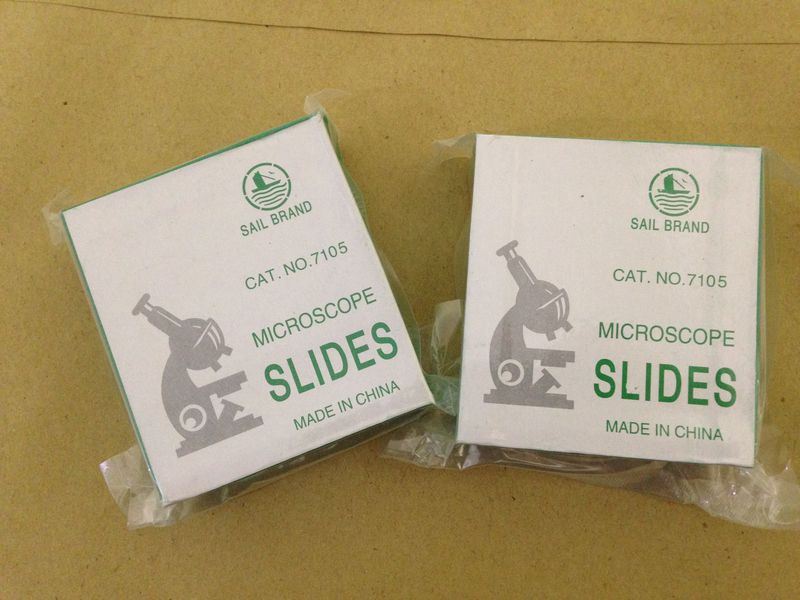 SAIL BRAND
CAT. NO.7105
MICROSCOPE
SLIDES
MADE IN CHINA
SAIL BRAND
CAT. NO.7105
MICROSCOPE
SLIDES
MADE IN CHINA